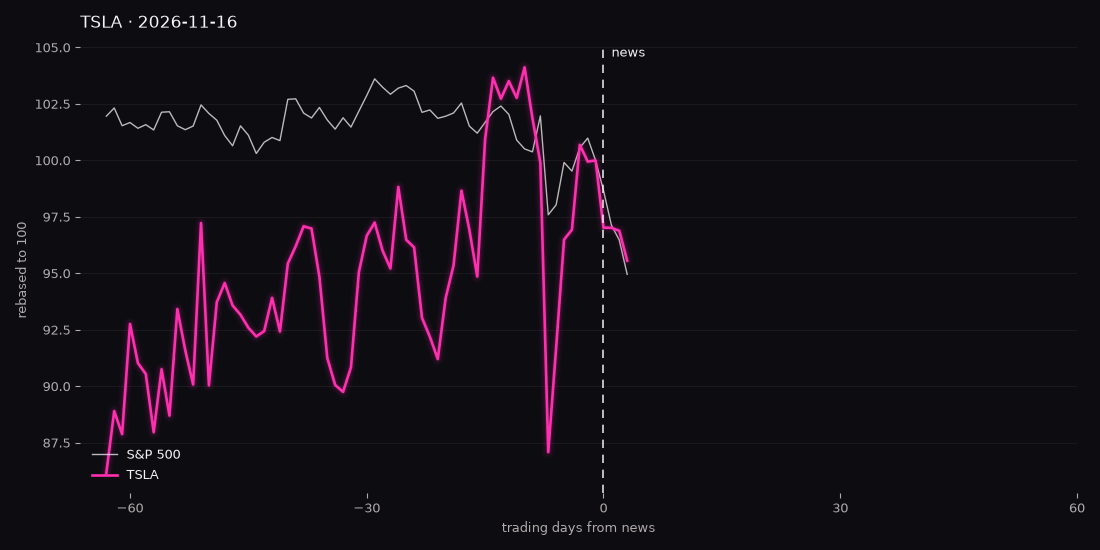 TSLA · 2026-11-16
105.0
102.5
100.0
97.5
95.0
92.5
90.0
87.5
rebased to 100
news
S&P 500
TSLA
−60
−30
0
30
60
trading days from news